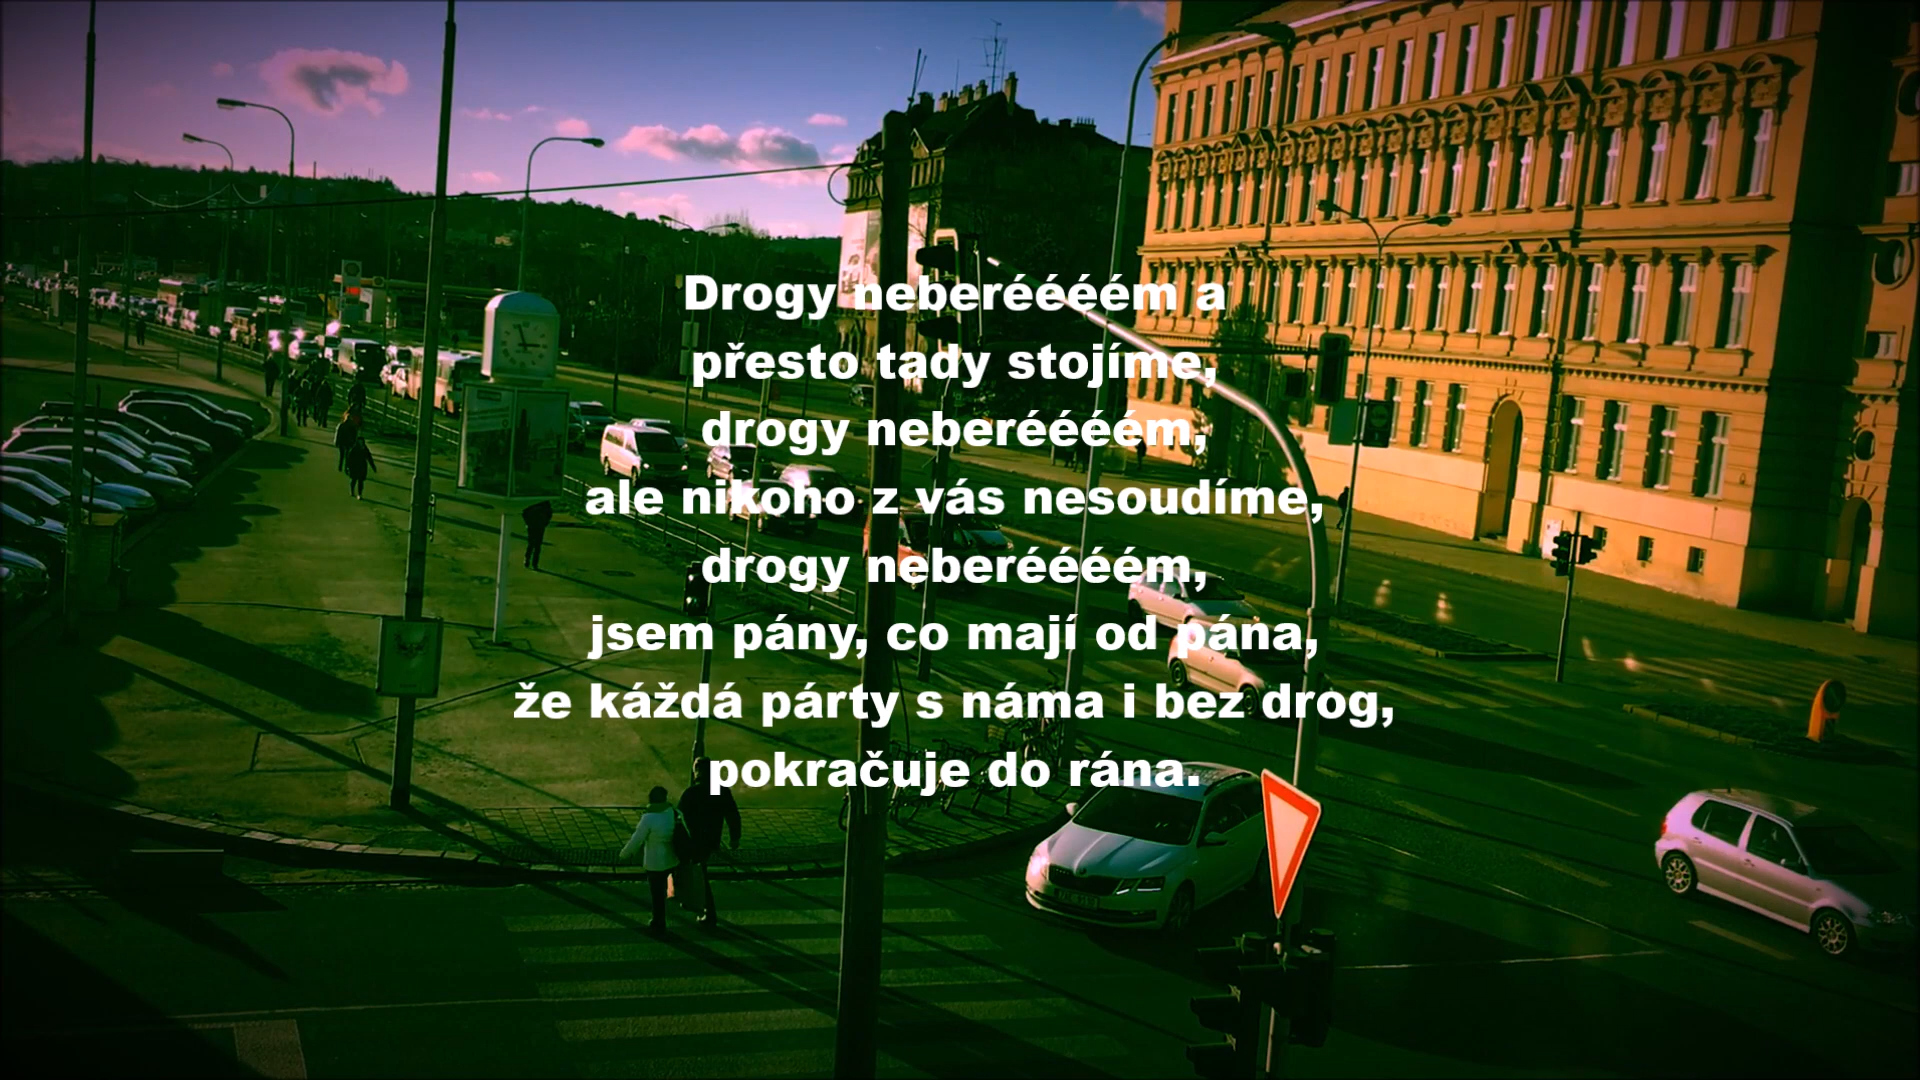 Drogy neberéééém a
přesto tady stojíme,
drogy neberéééém,
ale nikoho z vás nesoudíme,
drogy neberéééém,
jsem pány, co mají od pána,
že káždá párty s náma i bez drog,
pokračuje do rána.